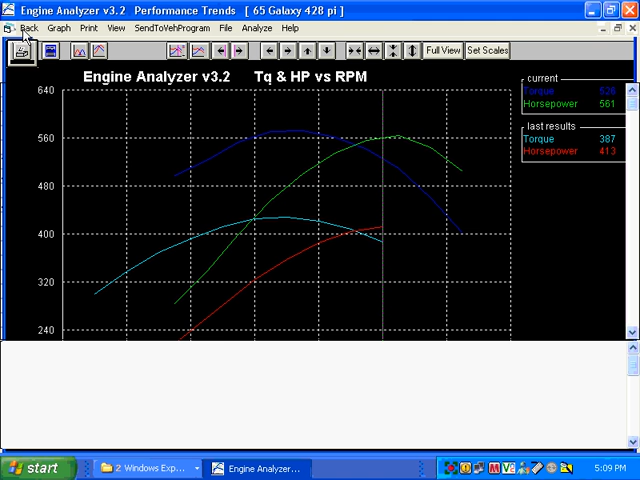 Engine Analyzer v3.2 Performance Trends [ 65 Galaxy 428 pi ]
Back Graph Print View SendToVehProgram File Analyze Help
Full View Set Scales
Engine Analyzer v3.2 Tq & HP vs RPM
current
Torque 526
Horsepower 561
last results
Torque 387
Horsepower 413
640
560
480
400
320
240
start
2 Windows Exp...
Engine Analyzer...
5:09 PM